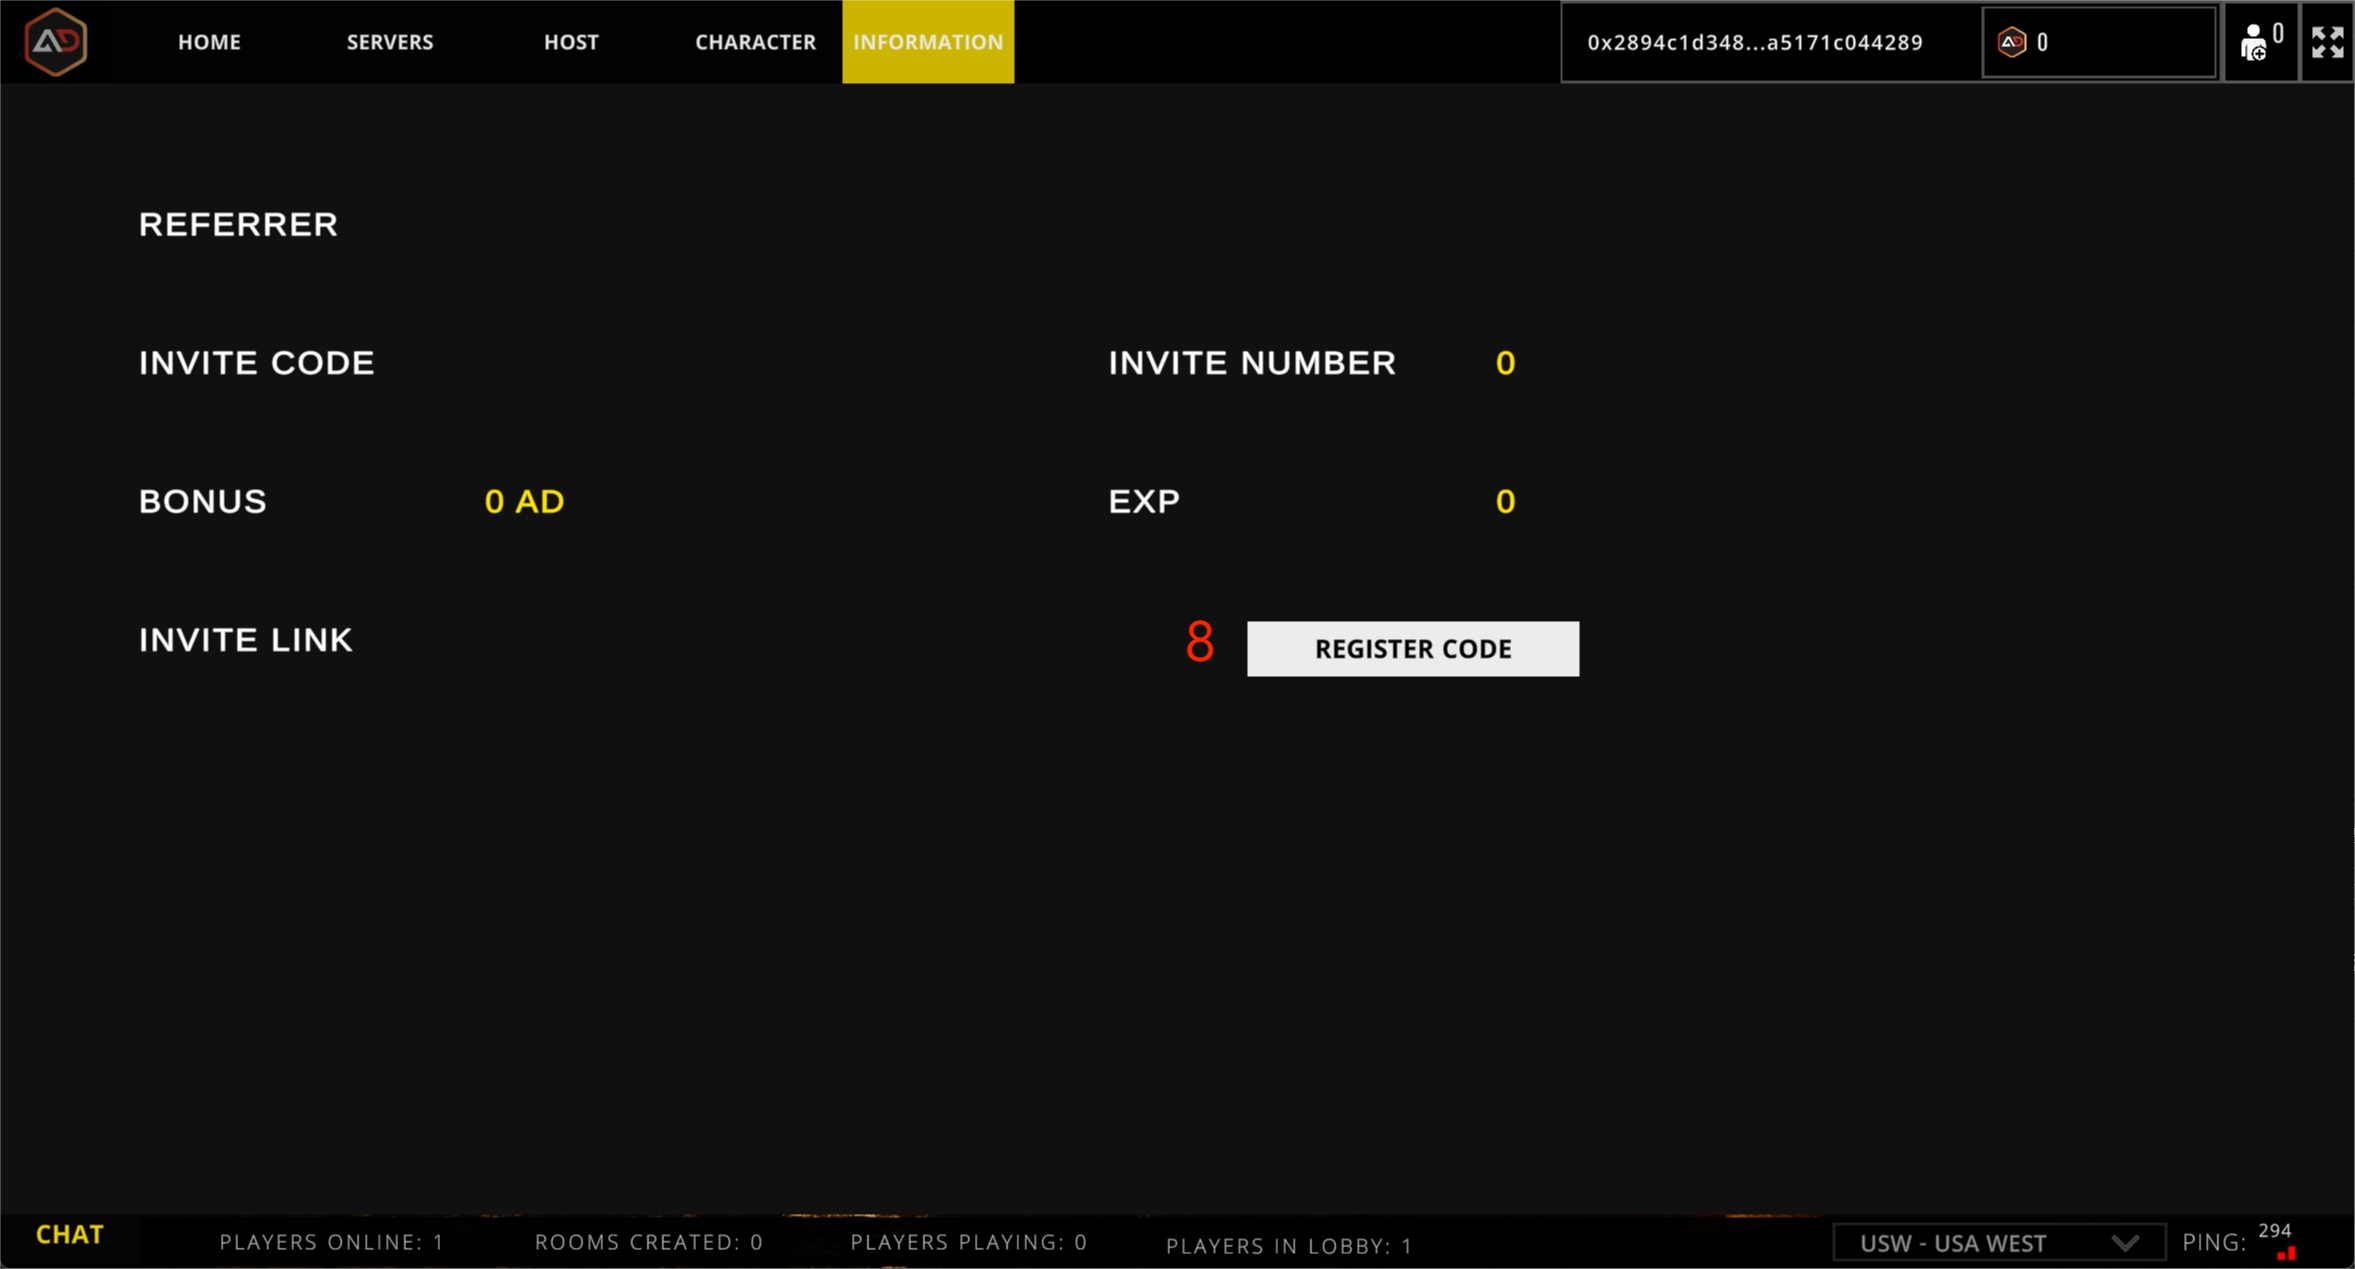 AD HOME SERVERS HOST CHARACTER INFORMATION 0x2894c1d348...a5171c044289 AD 0 0
REFERRER
INVITE CODE INVITE NUMBER 0
BONUS 0 AD EXP 0
INVITE LINK 8 REGISTER CODE
CHAT PLAYERS ONLINE: 1 ROOMS CREATED: 0 PLAYERS PLAYING: 0 PLAYERS IN LOBBY: 1 USW - USA WEST PING: 294